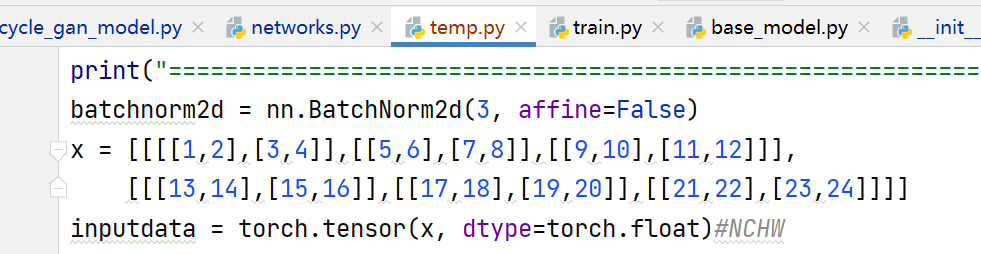 cycle_gan_model.py networks.py temp.py train.py base_model.py __init__
print("==========================================================
batchnorm2d = nn.BatchNorm2d(3, affine=False)
x = [[[[1,2],[3,4]],[[5,6],[7,8]],[[9,10],[11,12]]],
[[[13,14],[15,16]],[[17,18],[19,20]],[[21,22],[23,24]]]]
inputdata = torch.tensor(x, dtype=torch.float)#NCHW